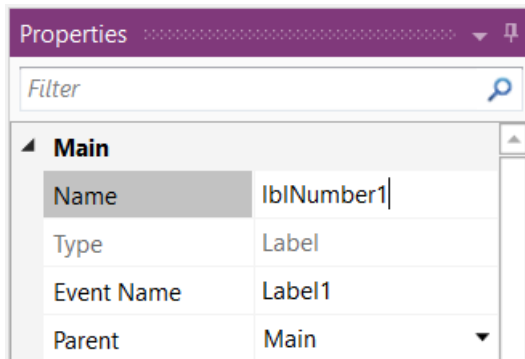 Properties
Filter
Main
Name lblNumber1
Type Label
Event Name Label1
Parent Main